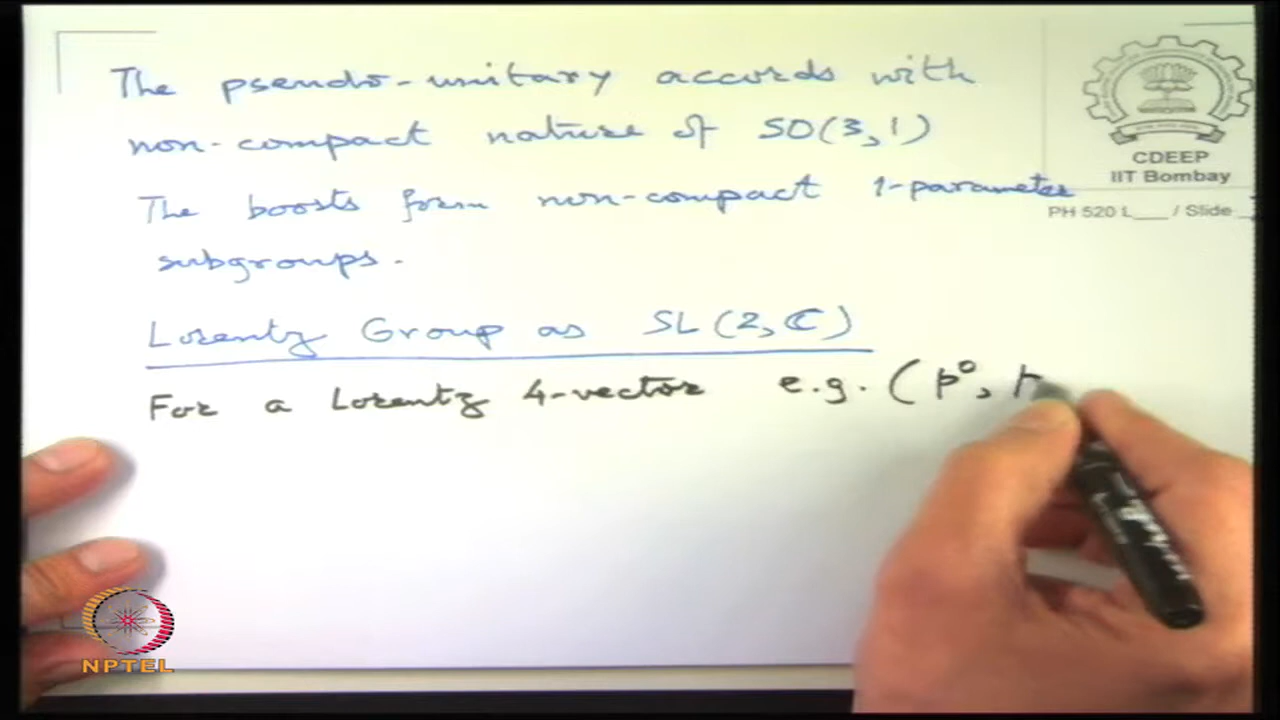 The pseudo-unitary accords with
non-compact nature of SO(3,1)
The boosts form non-compact 1-parameter
subgroups.
Lorentz Group as SL(2,ℂ)
For a Lorentz 4-vector e.g. (p⁰,
CDEEP
IIT Bombay
PH 520 L___ / Slide
NPTEL